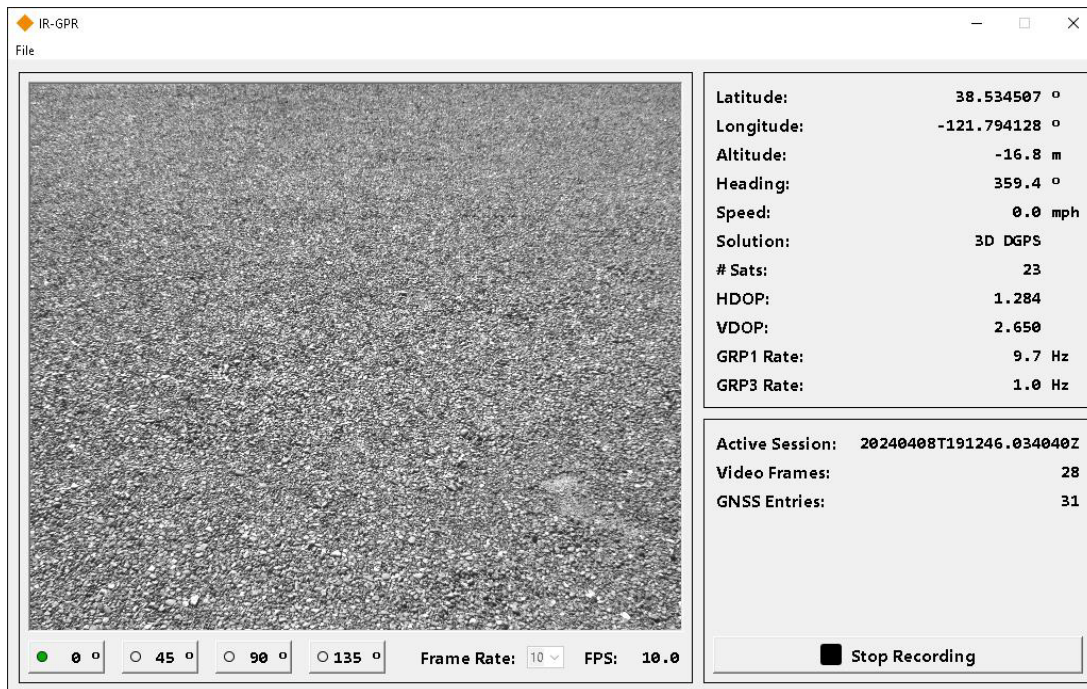 IR-GPR
File
Latitude: 38.534507 º
Longitude: -121.794128 º
Altitude: -16.8 m
Heading: 359.4 º
Speed: 0.0 mph
Solution: 3D DGPS
# Sats: 23
HDOP: 1.284
VDOP: 2.650
GRP1 Rate: 9.7 Hz
GRP3 Rate: 1.0 Hz
Active Session: 20240408T191246.034040Z
Video Frames: 28
GNSS Entries: 31
Stop Recording
0 º 45 º 90 º 135 º Frame Rate: 10 FPS: 10.0